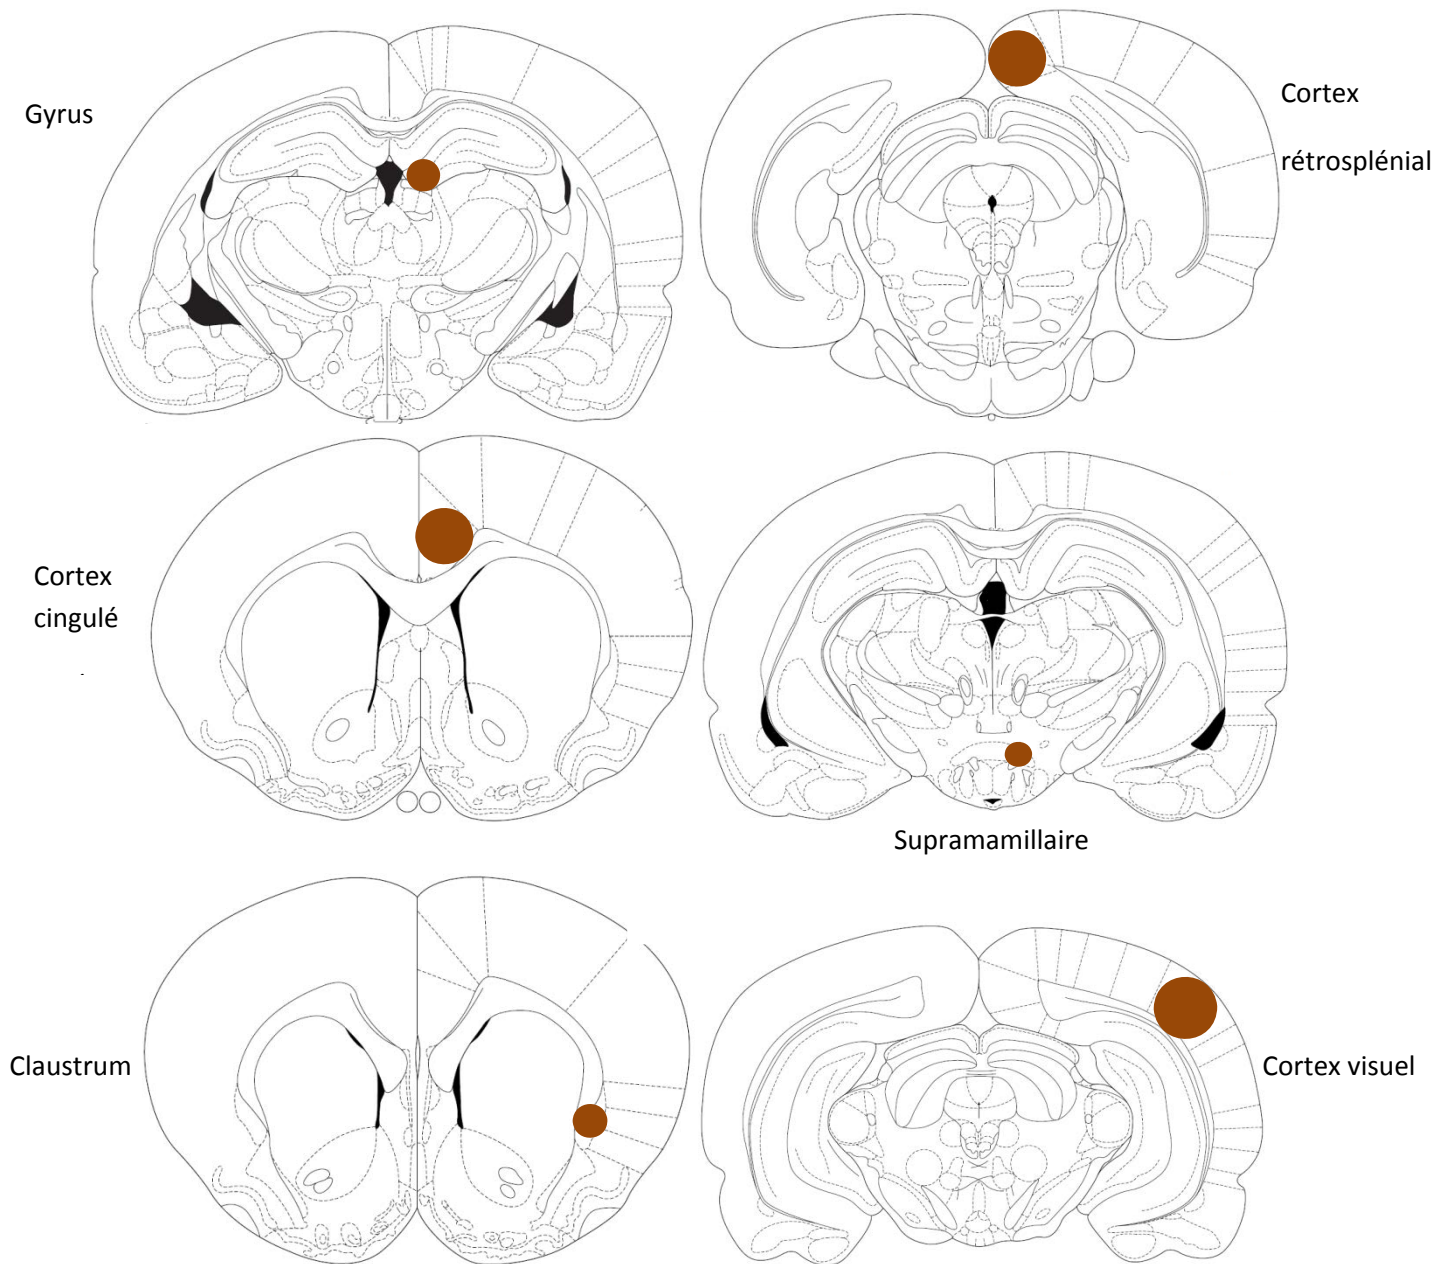 Gyrus
Cortex
rétrosplénial
Cortex
cingulé
Supramamillaire
Claustrum
Cortex visuel